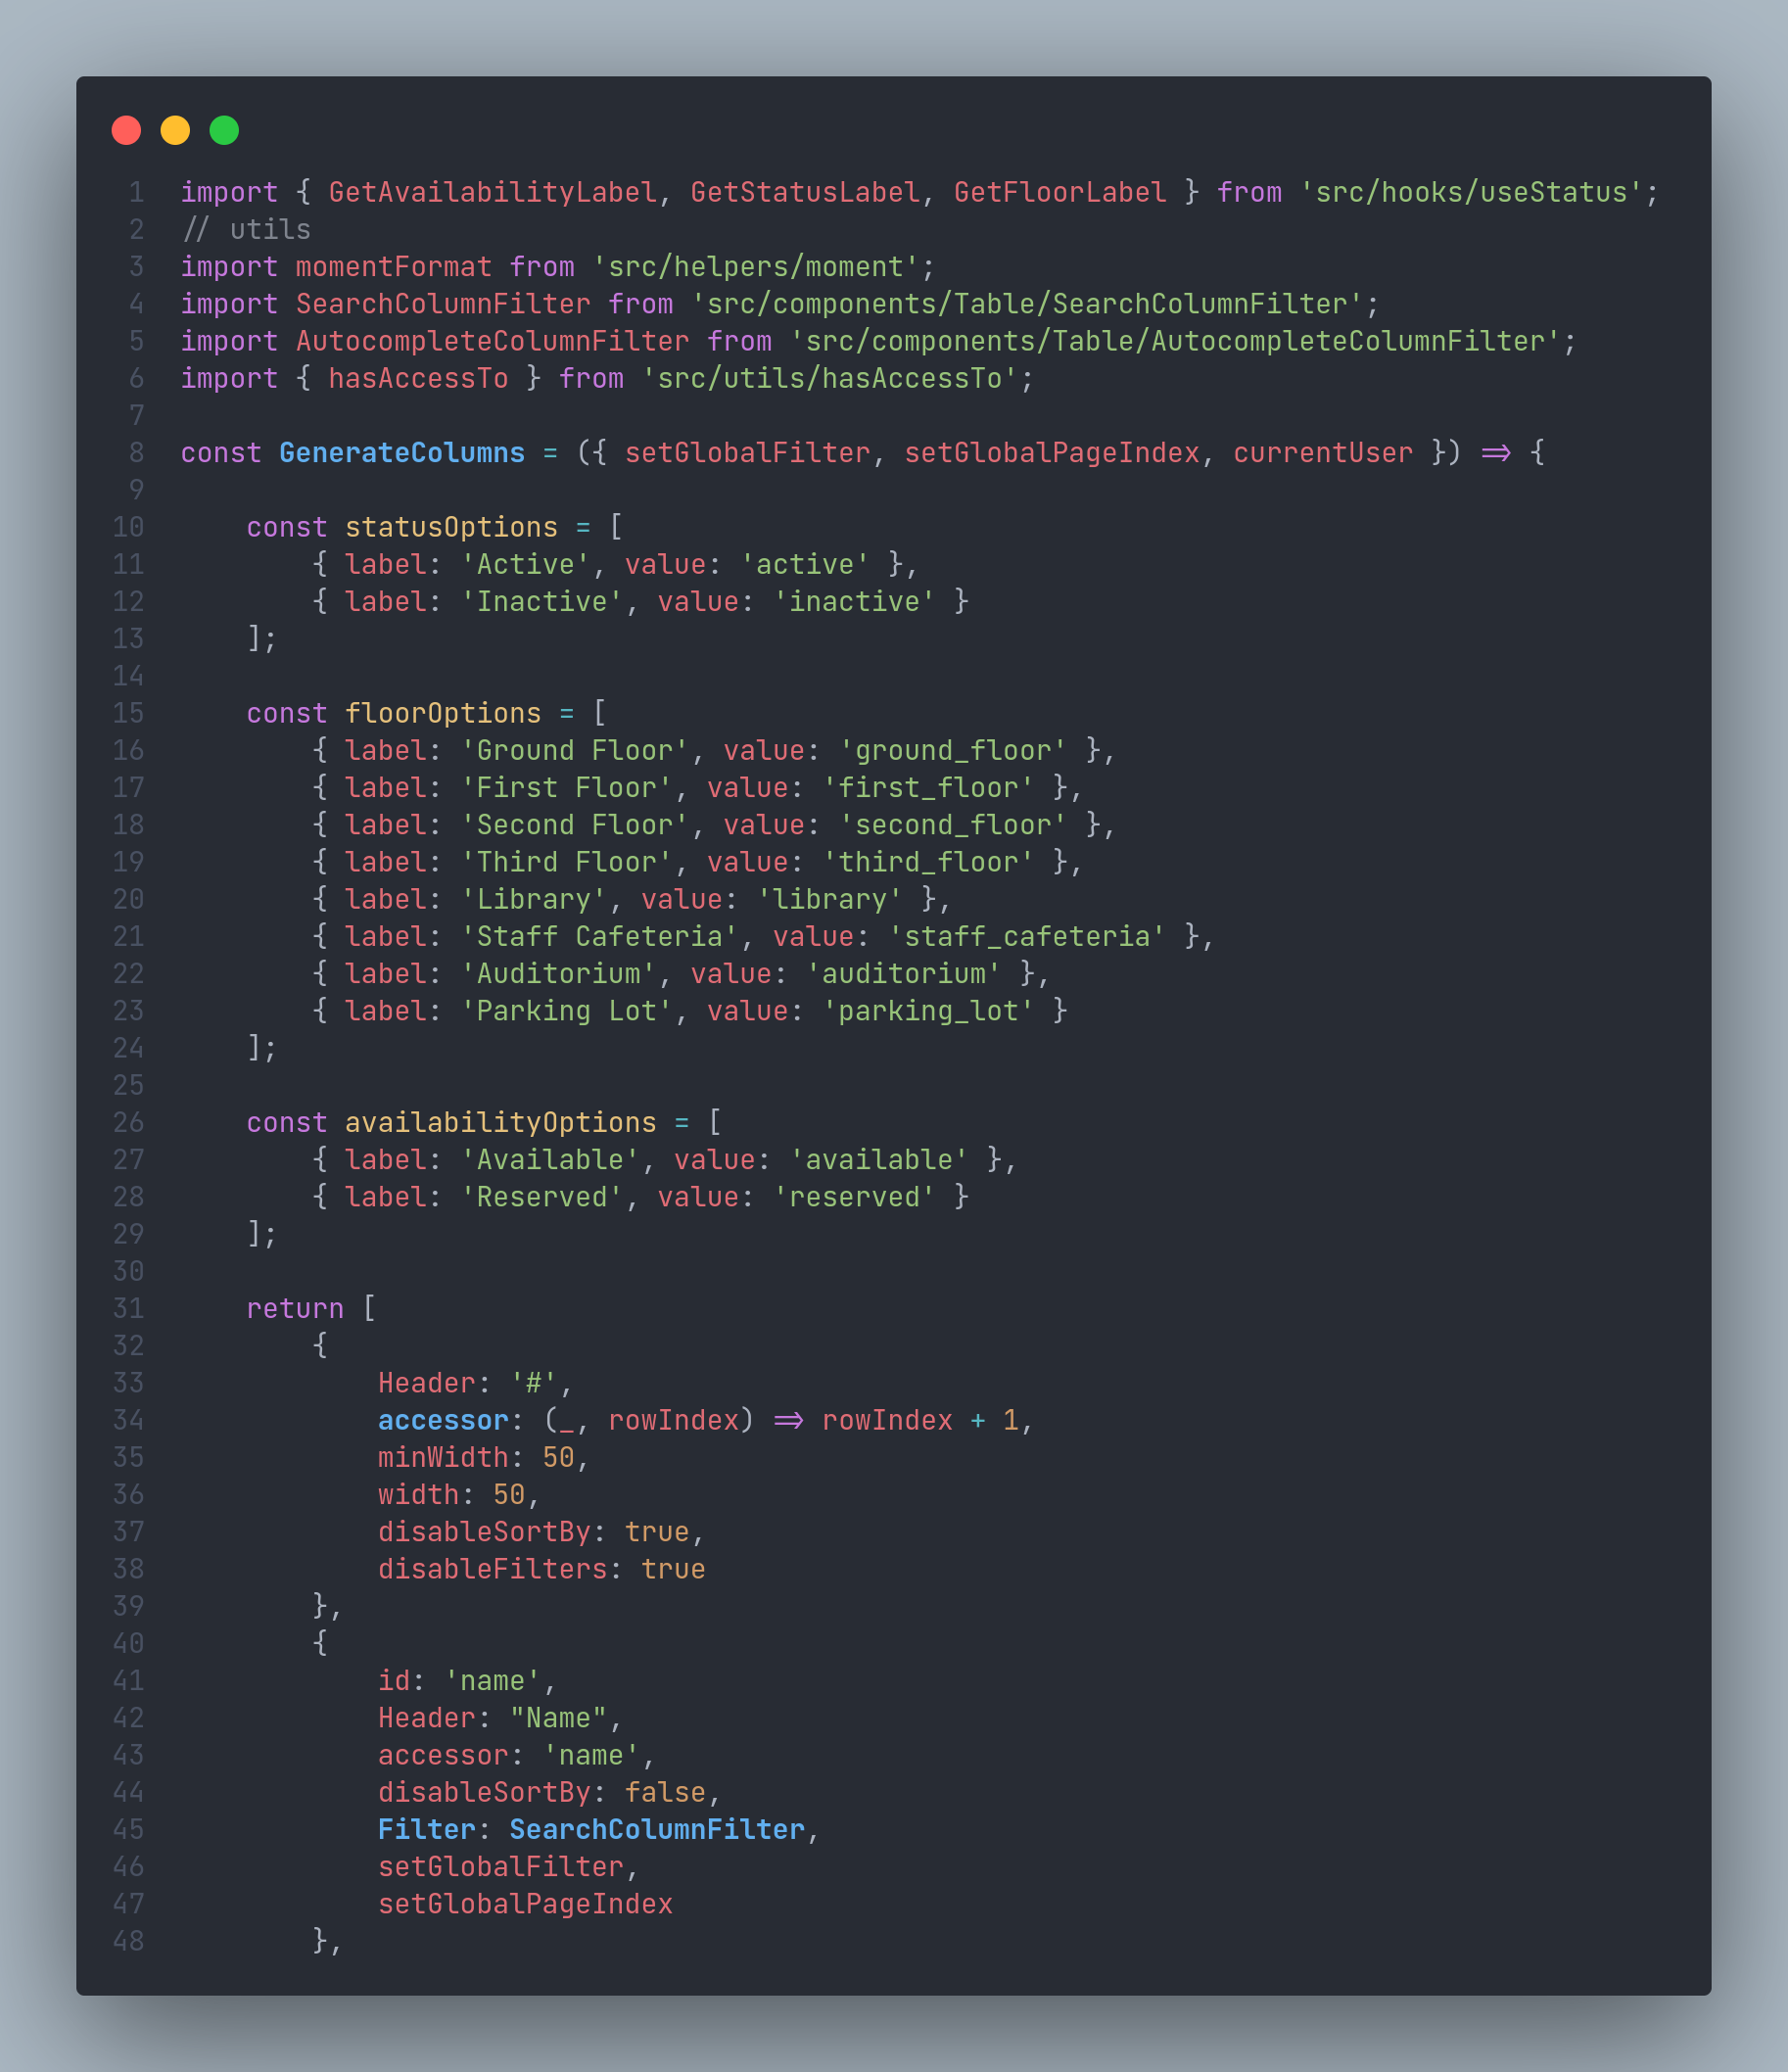 1 import { GetAvailabilityLabel, GetStatusLabel, GetFloorLabel } from 'src/hooks/useStatus';
2 // utils
3 import momentFormat from 'src/helpers/moment';
4 import SearchColumnFilter from 'src/components/Table/SearchColumnFilter';
5 import AutocompleteColumnFilter from 'src/components/Table/AutocompleteColumnFilter';
6 import { hasAccessTo } from 'src/utils/hasAccessTo';
7
8 const GenerateColumns = ({ setGlobalFilter, setGlobalPageIndex, currentUser }) => {
9
10     const statusOptions = [
11         { label: 'Active', value: 'active' },
12         { label: 'Inactive', value: 'inactive' }
13     ];
14
15     const floorOptions = [
16         { label: 'Ground Floor', value: 'ground_floor' },
17         { label: 'First Floor', value: 'first_floor' },
18         { label: 'Second Floor', value: 'second_floor' },
19         { label: 'Third Floor', value: 'third_floor' },
20         { label: 'Library', value: 'library' },
21         { label: 'Staff Cafeteria', value: 'staff_cafeteria' },
22         { label: 'Auditorium', value: 'auditorium' },
23         { label: 'Parking Lot', value: 'parking_lot' }
24     ];
25
26     const availabilityOptions = [
27         { label: 'Available', value: 'available' },
28         { label: 'Reserved', value: 'reserved' }
29     ];
30
31     return [
32         {
33             Header: '#',
34             accessor: (_, rowIndex) => rowIndex + 1,
35             minWidth: 50,
36             width: 50,
37             disableSortBy: true,
38             disableFilters: true
39         },
40         {
41             id: 'name',
42             Header: "Name",
43             accessor: 'name',
44             disableSortBy: false,
45             Filter: SearchColumnFilter,
46             setGlobalFilter,
47             setGlobalPageIndex
48         },